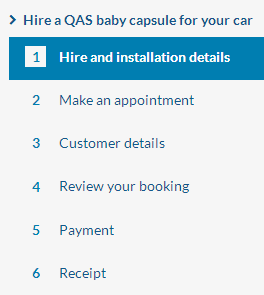 Hire a QAS baby capsule for your car
1 Hire and installation details
2 Make an appointment
3 Customer details
4 Review your booking
5 Payment
6 Receipt